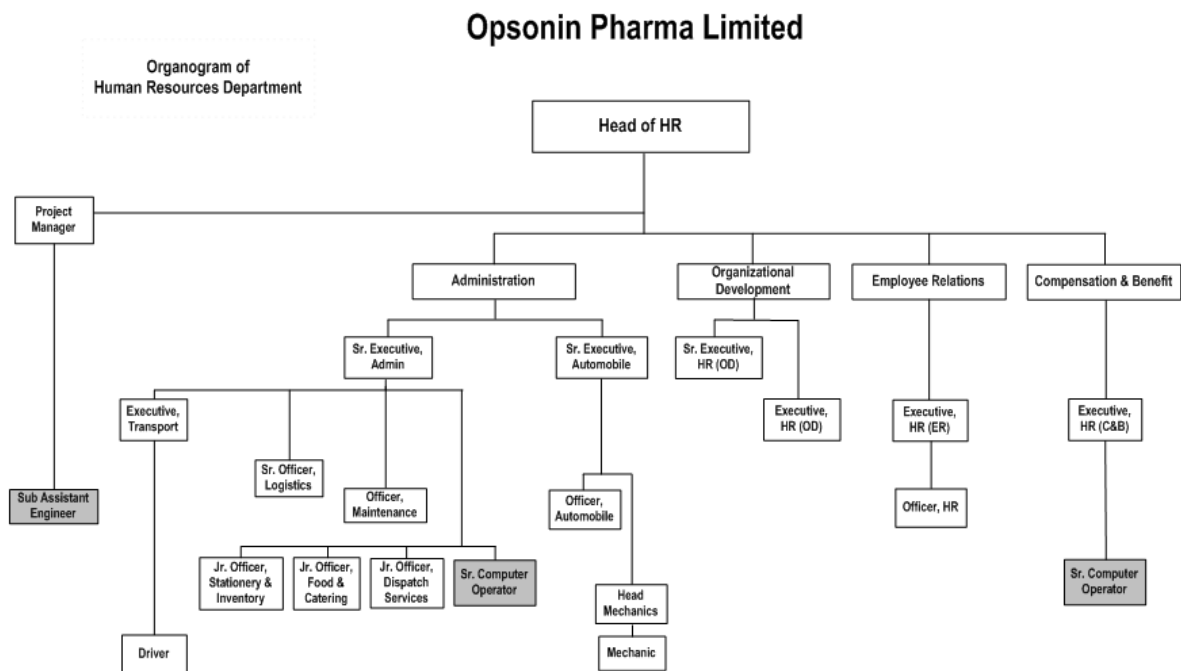 Opsonin Pharma Limited
Organogram of
Human Resources Department
Head of HR
Project
Manager
Administration
Organizational
Development
Employee Relations
Compensation & Benefit
Sr. Executive,
Admin
Sr. Executive,
Automobile
Sr. Executive,
HR (OD)
Executive,
Transport
Executive,
HR (OD)
Executive,
HR (ER)
Executive,
HR (C&B)
Sr. Officer,
Logistics
Sub Assistant
Engineer
Officer,
Maintenance
Officer,
Automobile
Officer, HR
Jr. Officer,
Stationery &
Inventory
Jr. Officer,
Food &
Catering
Jr. Officer,
Dispatch
Services
Sr. Computer
Operator
Sr. Computer
Operator
Head
Mechanics
Driver
Mechanic